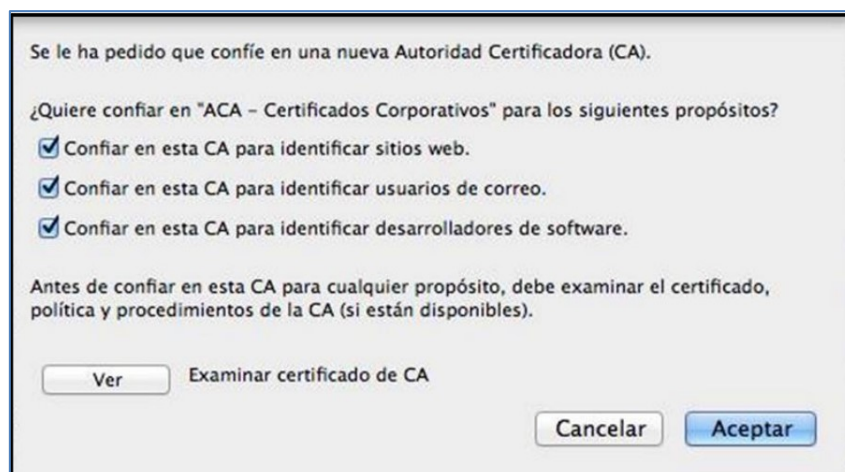 Se le ha pedido que confíe en una nueva Autoridad Certificadora (CA).
¿Quiere confiar en "ACA – Certificados Corporativos" para los siguientes propósitos?
Confiar en esta CA para identificar sitios web.
Confiar en esta CA para identificar usuarios de correo.
Confiar en esta CA para identificar desarrolladores de software.
Antes de confiar en esta CA para cualquier propósito, debe examinar el certificado,
política y procedimientos de la CA (si están disponibles).
Ver Examinar certificado de CA
Cancelar Aceptar